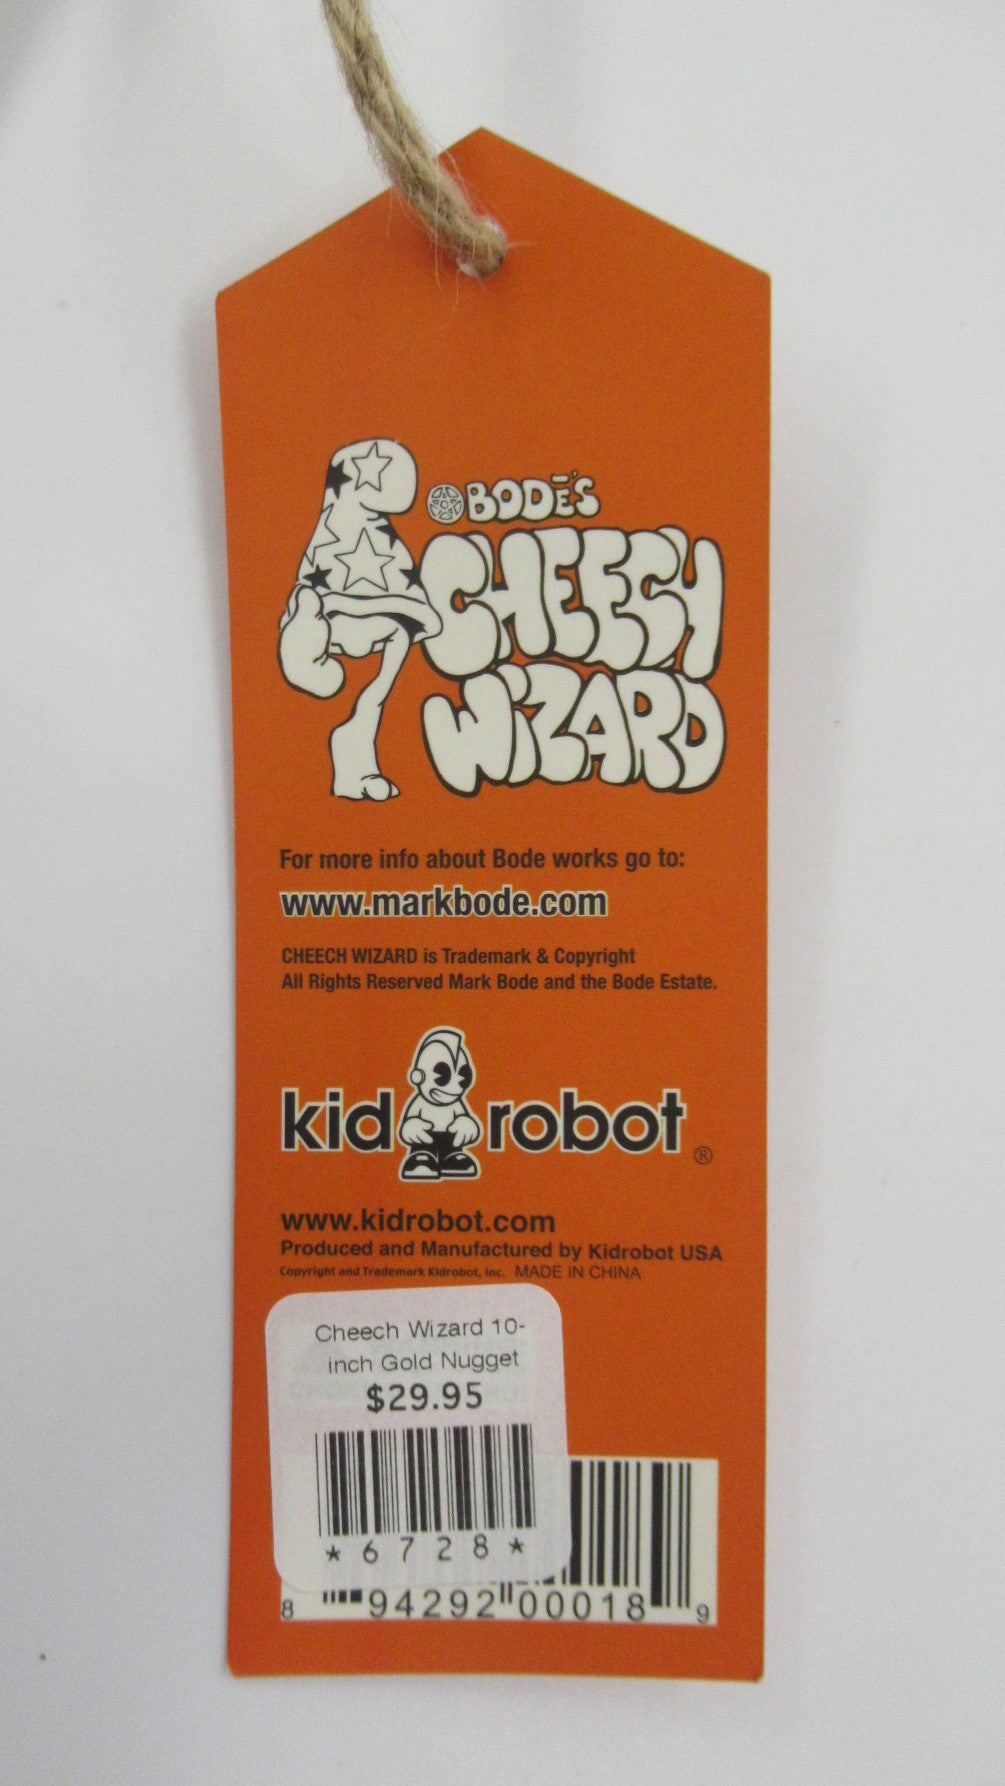 BODĒ'S
CHEECH
WIZARD
For more info about Bode works go to:
www.markbode.com
CHEECH WIZARD is Trademark & Copyright
All Rights Reserved Mark Bode and the Bode Estate.
kidrobot ®
www.kidrobot.com
Produced and Manufactured by Kidrobot USA
Copyright and Trademark Kidrobot, Inc. MADE IN CHINA
Cheech Wizard 10-
inch Gold Nugget
$29.95
*6728*
8 94292 00018 9